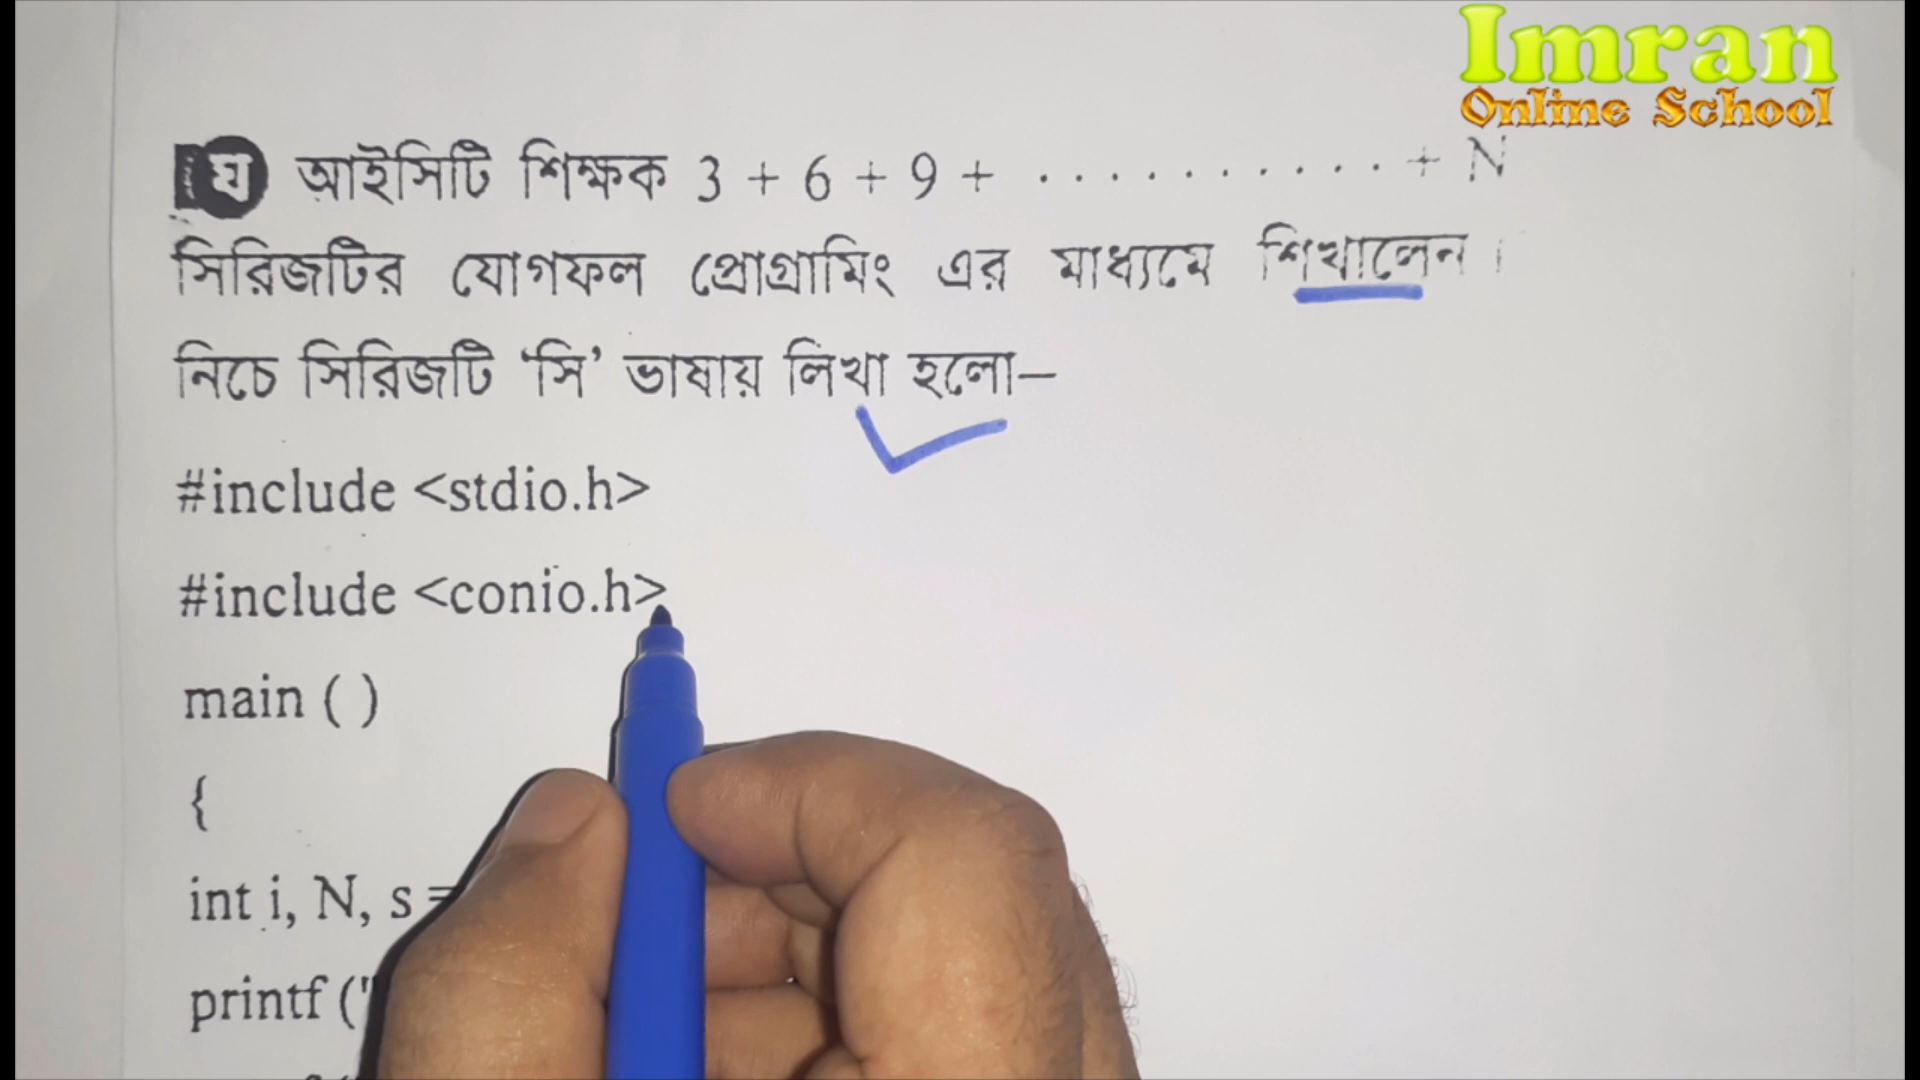 Imran
Online School
ঘ আইসিটি শিক্ষক 3 + 6 + 9 + . . . . . . . . . . . + N
সিরিজটির যোগফল প্রোগ্রামিং এর মাধ্যমে শিখালেন।
নিচে সিরিজটি ‘সি’ ভাষায় লিখা হলো–
#include <stdio.h>
#include <conio.h>
main ( )
{
int i, N, s =
printf ("